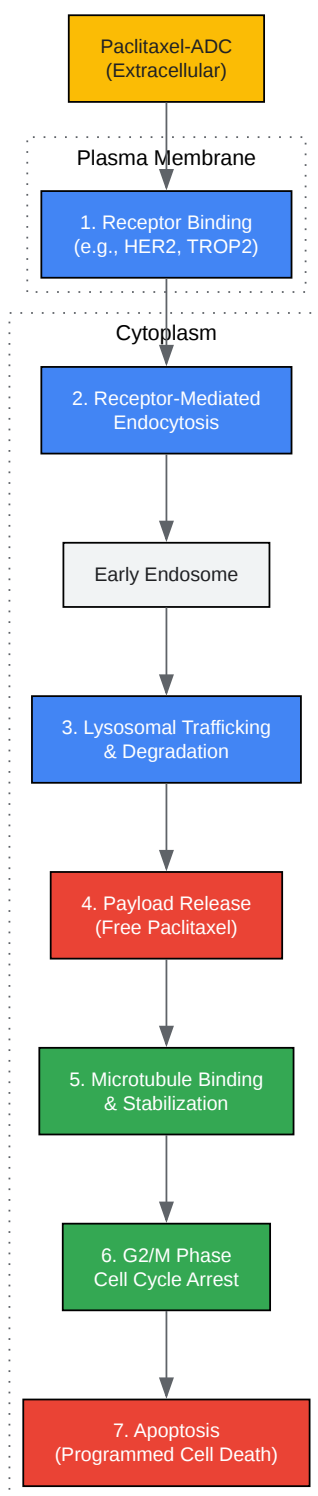 Paclitaxel-ADC
(Extracellular)
Plasma Membrane
1. Receptor Binding
(e.g., HER2, TROP2)
Cytoplasm
2. Receptor-Mediated
Endocytosis
Early Endosome
3. Lysosomal Trafficking
& Degradation
4. Payload Release
(Free Paclitaxel)
5. Microtubule Binding
& Stabilization
6. G2/M Phase
Cell Cycle Arrest
7. Apoptosis
(Programmed Cell Death)